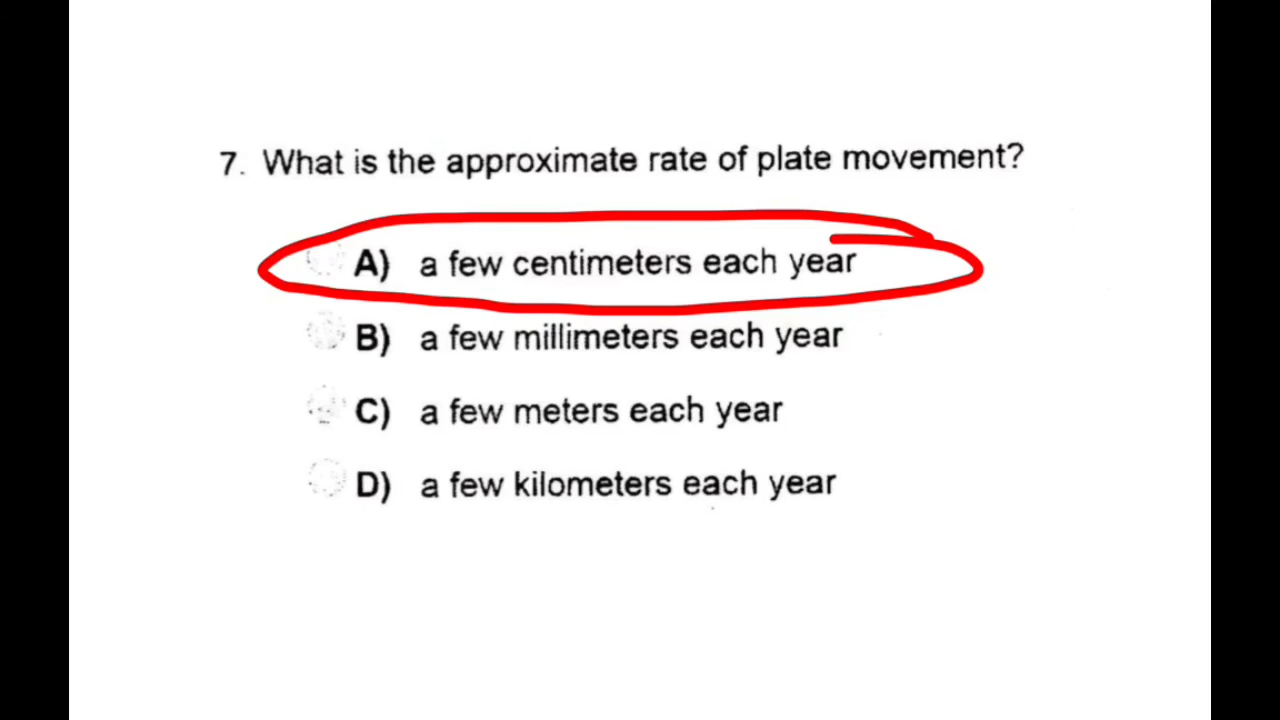 7. What is the approximate rate of plate movement?
A) a few centimeters each year
B) a few millimeters each year
C) a few meters each year
D) a few kilometers each year